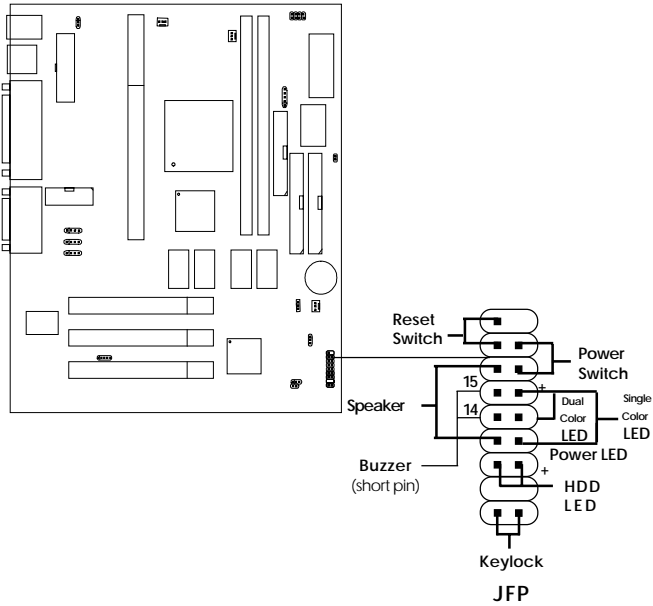 Reset
Switch
Power
Switch
15
+
Dual
Color
LED
Single
Color
LED
Speaker
14
Power LED
Buzzer
(short pin)
+
HDD
LED
Keylock
JFP